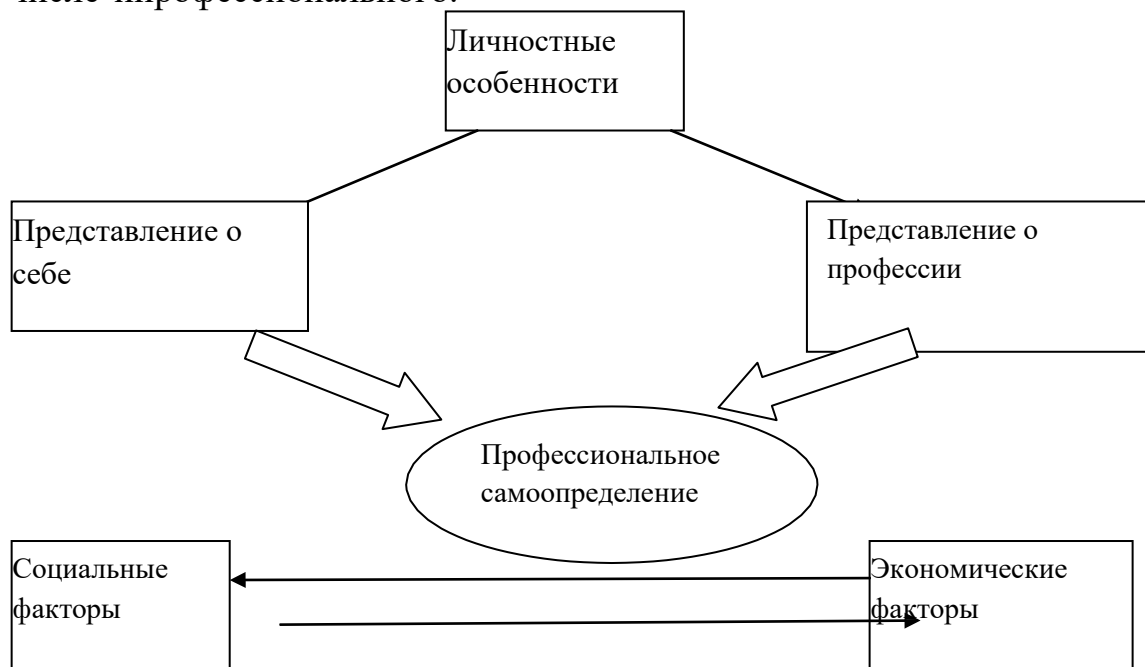 Личностные
особенности
Представление о
себе
Представление о
профессии
Профессиональное
самоопределение
Социальные
факторы
Экономические
факторы